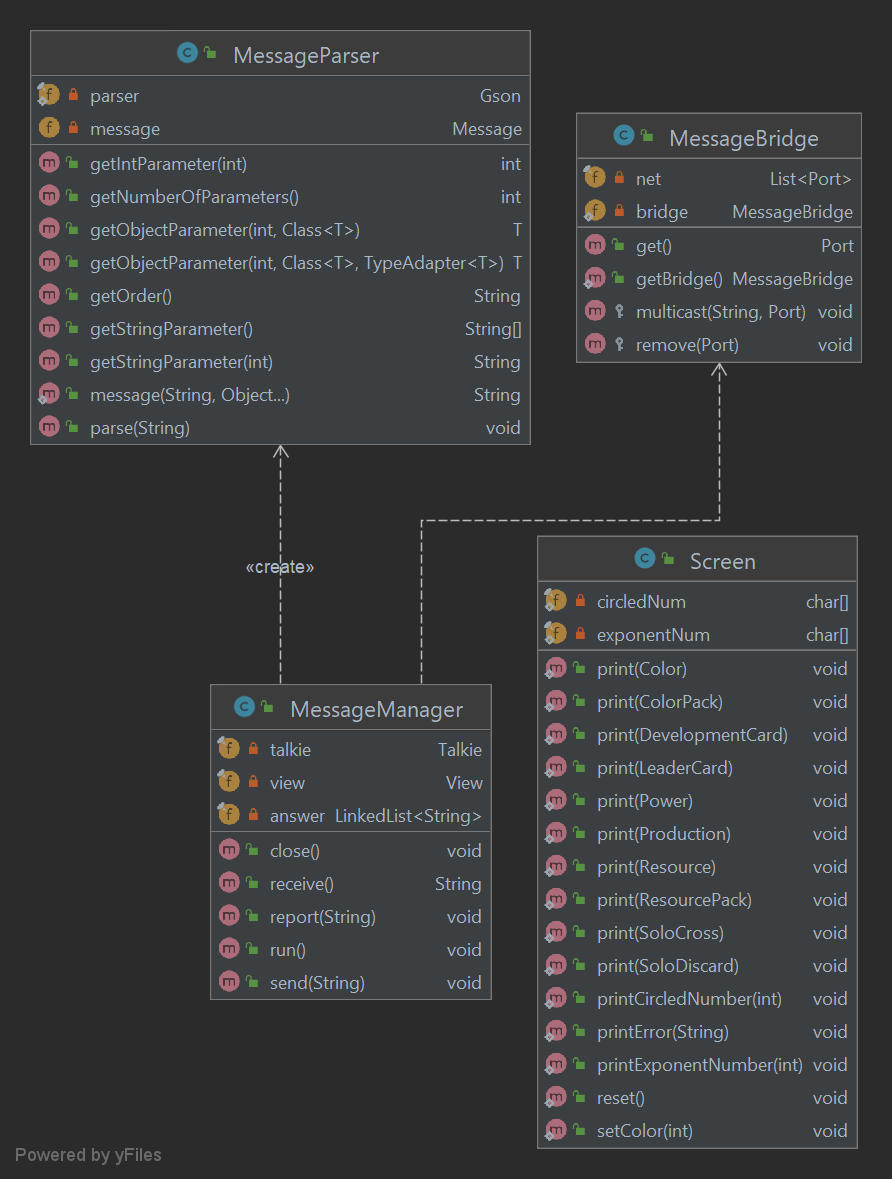 MessageParser
parser Gson
message Message
getIntParameter(int) int
getNumberOfParameters() int
getObjectParameter(int, Class<T>) T
getObjectParameter(int, Class<T>, TypeAdapter<T>) T
getOrder() String
getStringParameter() String[]
getStringParameter(int) String
message(String, Object...) String
parse(String) void
MessageBridge
net List<Port>
bridge MessageBridge
get() Port
getBridge() MessageBridge
multicast(String, Port) void
remove(Port) void
«create»
MessageManager
talkie Talkie
view View
answer LinkedList<String>
close() void
receive() String
report(String) void
run() void
send(String) void
Screen
circledNum char[]
exponentNum char[]
print(Color) void
print(ColorPack) void
print(DevelopmentCard) void
print(LeaderCard) void
print(Power) void
print(Production) void
print(Resource) void
print(ResourcePack) void
print(SoloCross) void
print(SoloDiscard) void
printCircledNumber(int) void
printError(String) void
printExponentNumber(int) void
reset() void
setColor(int) void
Powered by yFiles